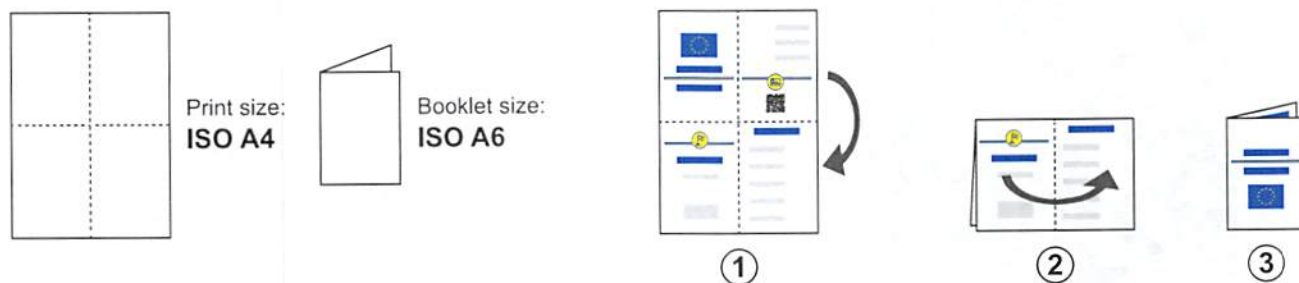 Print size:
ISO A4
Booklet size:
ISO A6
1
2
3